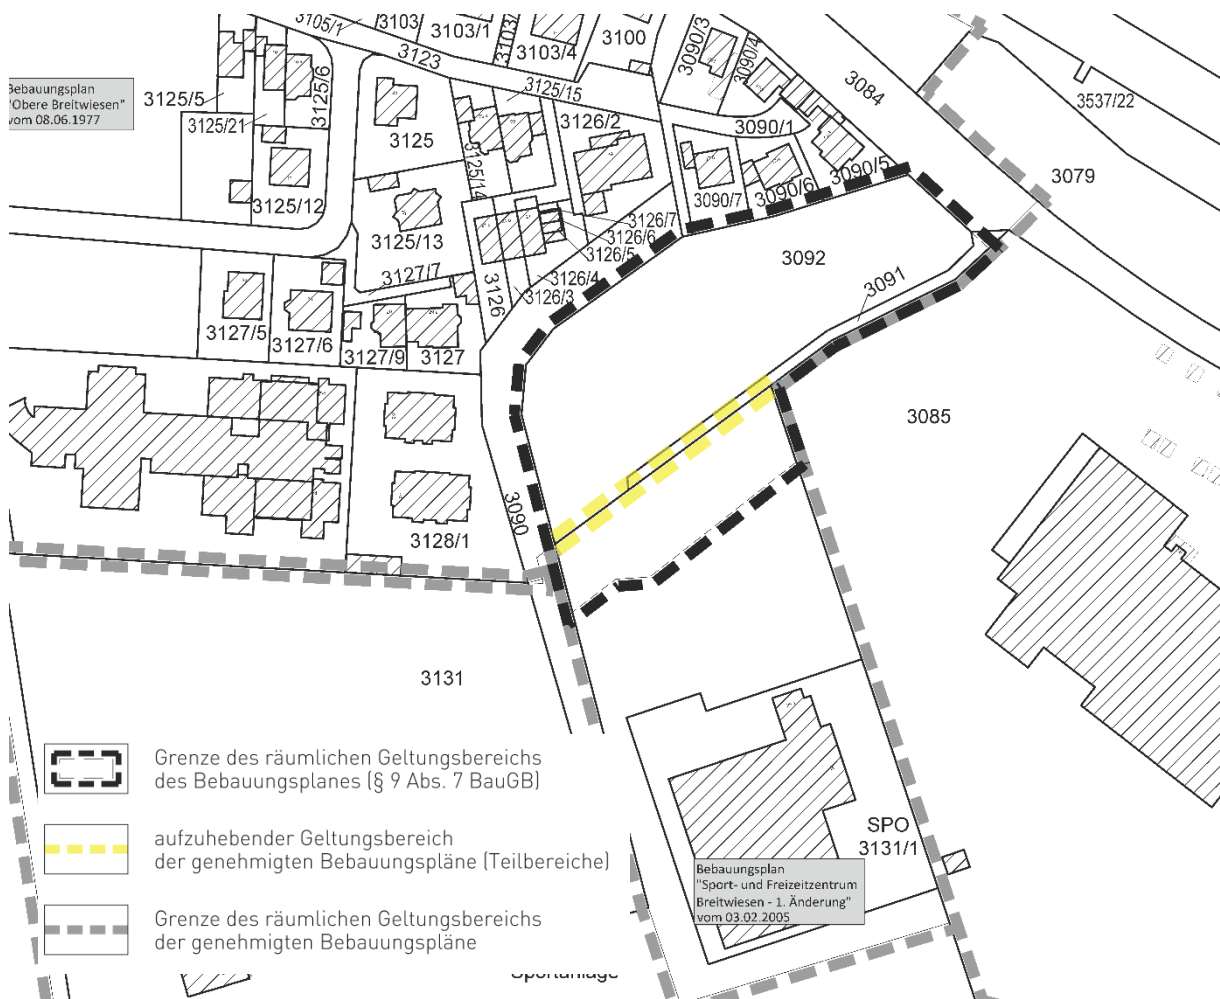 3105/1
3103
3103/1
3103/
3103/4
3100
3090/3
3090/4
3123
3084
3537/22
Bebauungsplan
"Obere Breitwiesen"
vom 08.06.1977
3125/5
3125/21
3125/6
3125
3125/15
3126/2
3090/1
3079
3125/14
3090/7
3090/6
3090/5
3125/12
3125/13
3126/7
3126/6
3126/5
3126/4
3126/3
3126
3127/7
3092
3091
3127/5
3127/6
3127/9
3127
3085
3090
3128/1
3131
Grenze des räumlichen Geltungsbereichs
des Bebauungsplanes (§ 9 Abs. 7 BauGB)
aufzuhebender Geltungsbereich
der genehmigten Bebauungspläne (Teilbereiche)
Grenze des räumlichen Geltungsbereichs
der genehmigten Bebauungspläne
SPO
3131/1
Bebauungsplan
"Sport- und Freizeitzentrum
Breitwiesen - 1. Änderung"
vom 03.02.2005
Sportanlage